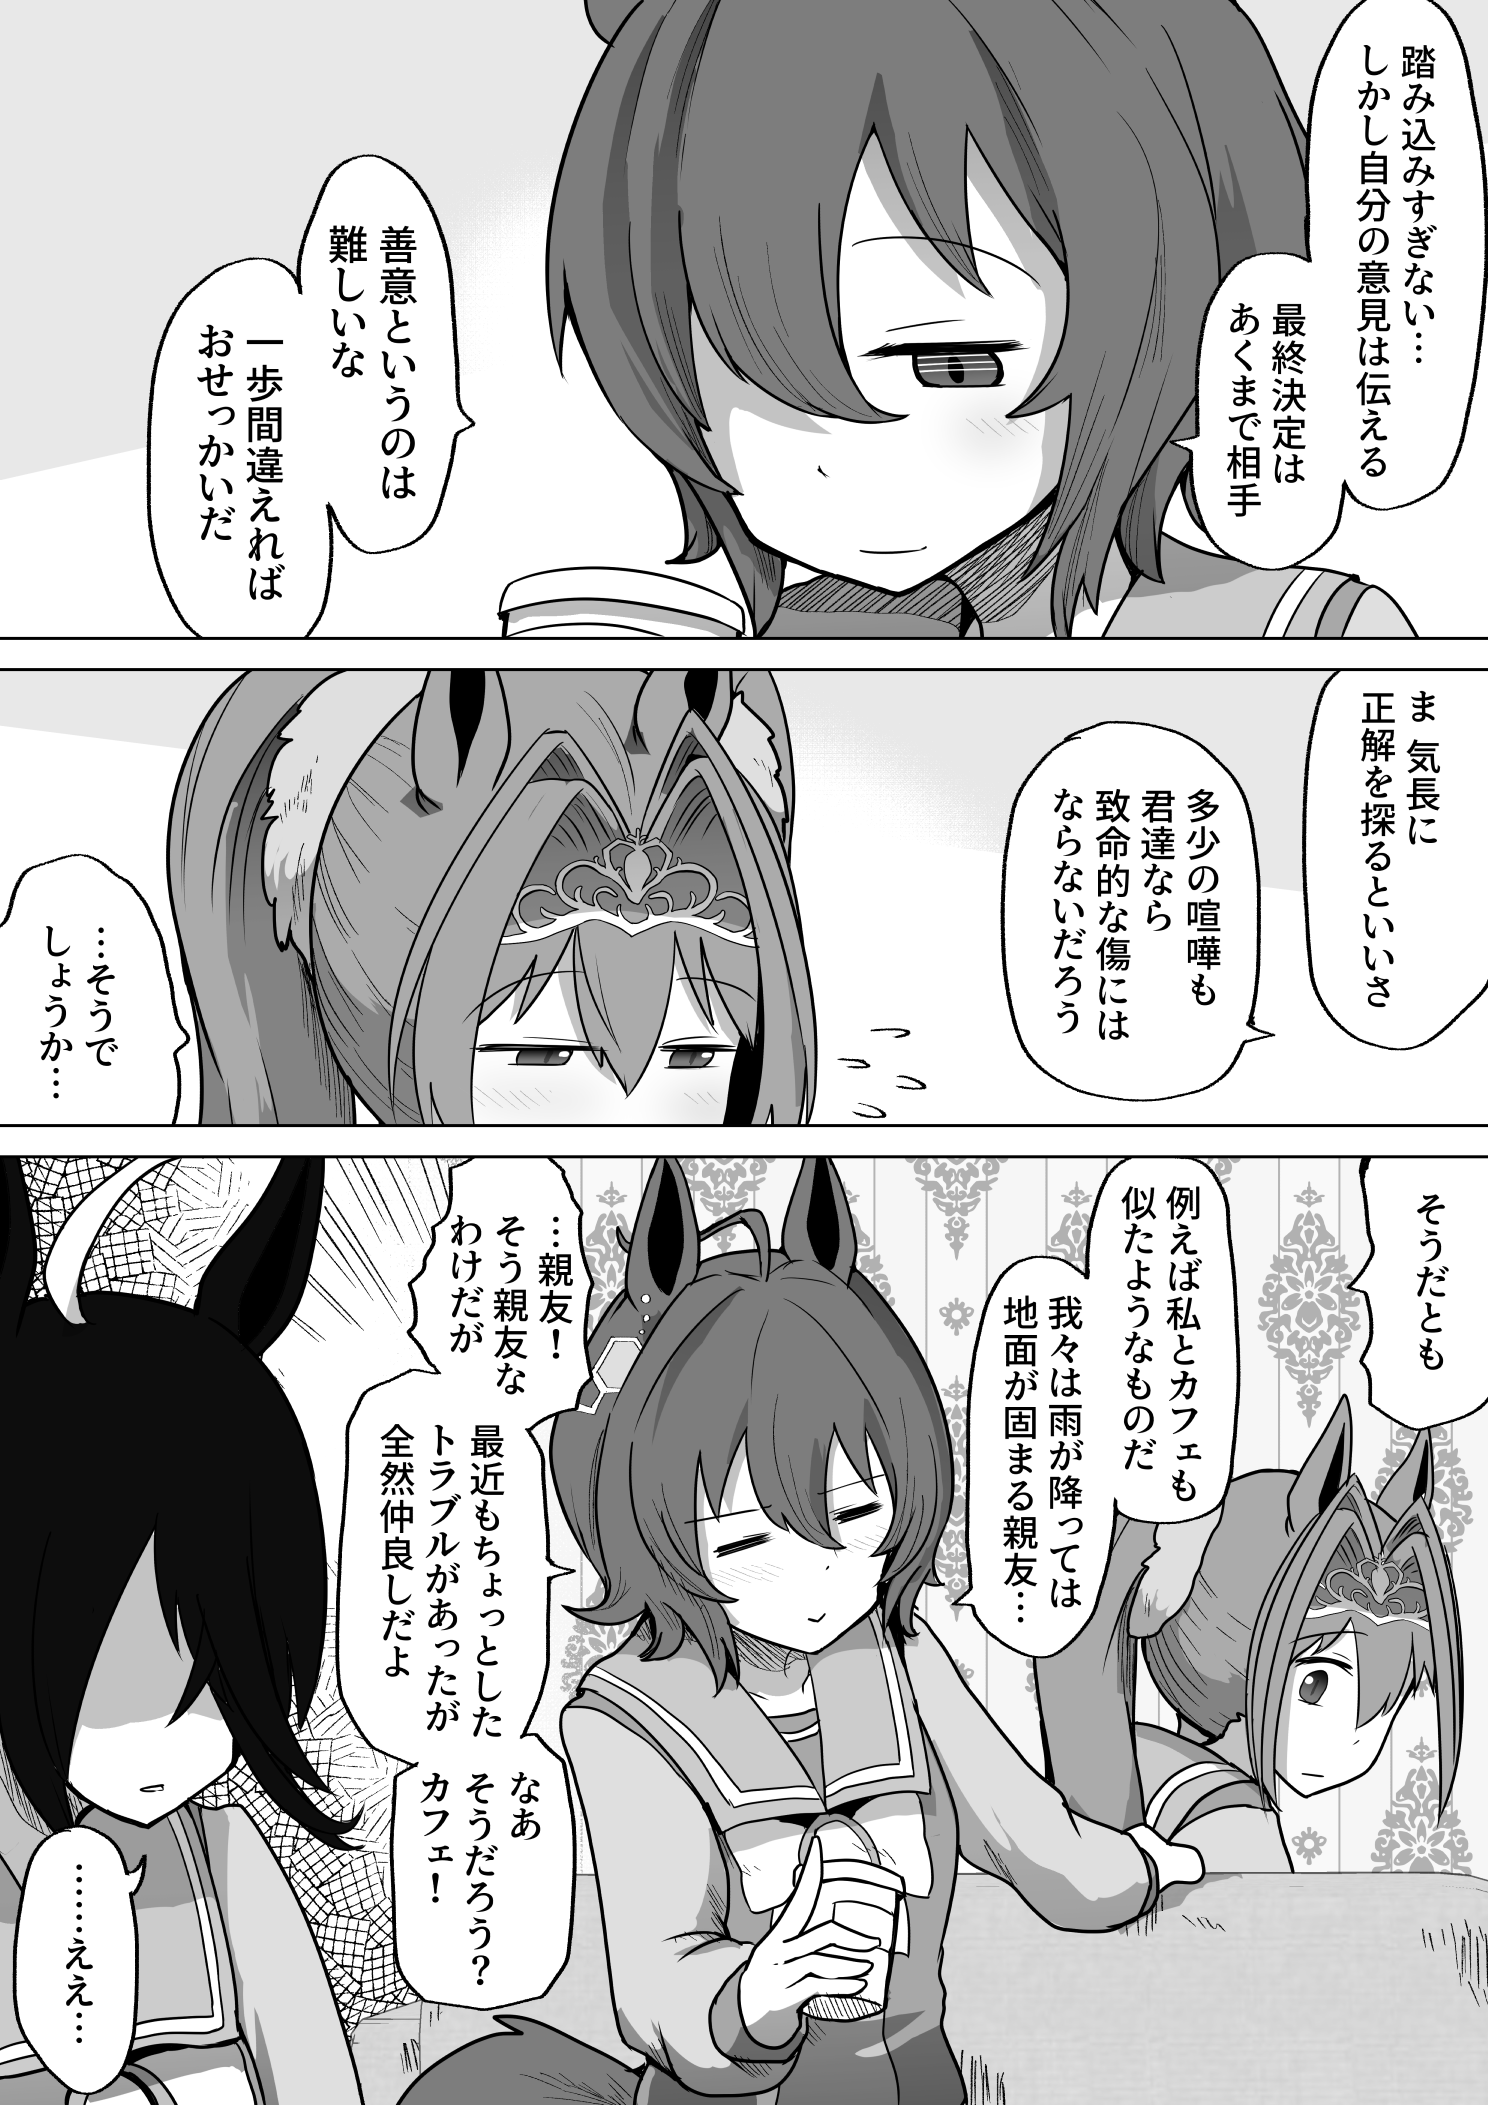 踏み込みすぎない…
しかし自分の意見は伝える
最終決定は
あくまで相手
善意というのは
難しいな
一歩間違えれば
おせっかいだ
ま 気長に
正解を探るといいさ
多少の喧嘩も
君達なら
致命的な傷には
ならないだろう
…そうで
しょうか…
そうだとも
例えば私とカフェも
似たようなものだ
我々は雨が降っては
地面が固まる親友…
…親友！
そう親友な
わけだが
最近もちょっとした
トラブルがあったが
全然仲良しだよ
なあ
そうだろう？
カフェ！
……ええ…